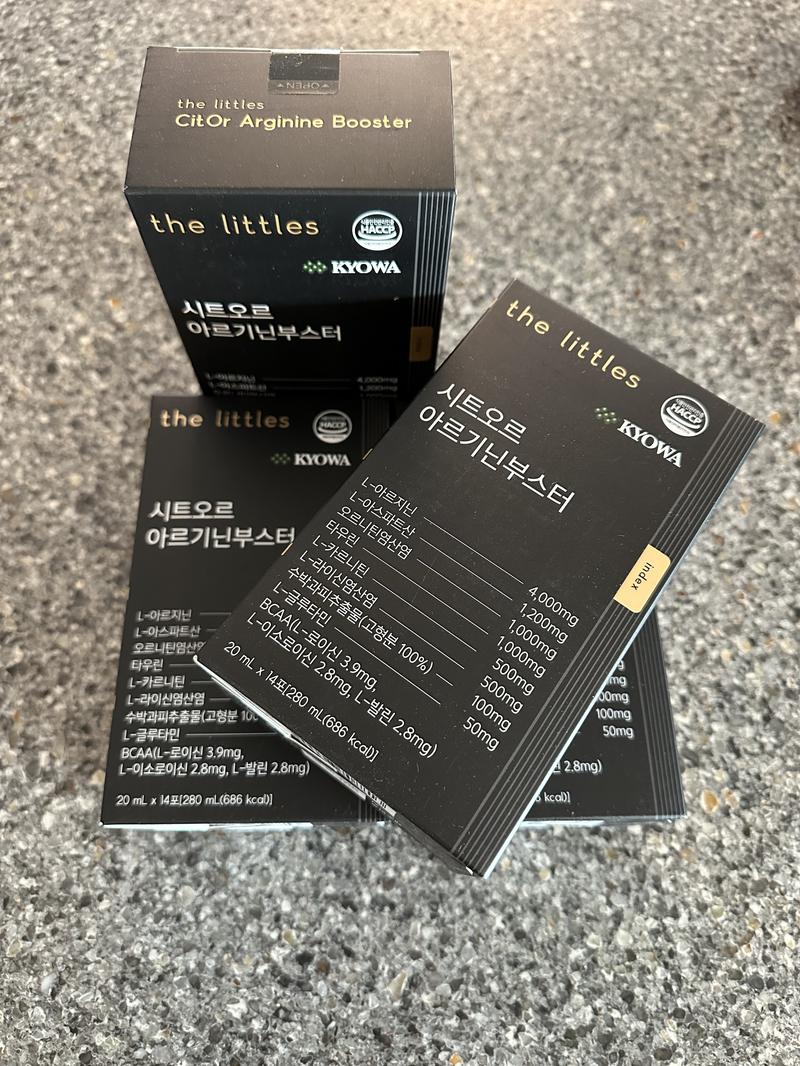 OPEN
the littles
CitOr Arginine Booster
the littles
HACCP
KYOWA
시트오르
아르기닌부스터
L-아르지닌 4,000mg
L-아스파트산 1,200mg
the littles
HACCP
KYOWA
시트오르
아르기닌부스터
L-아르지닌
L-아스파트산
오르니틴염산염
타우린
L-카르니틴
L-라이신염산염
수박과피추출물(고형분 100
L-글루타민
BCAA(L-로이신 3.9mg,
L-이소로이신 2.8mg, L-발린 2.8mg)
20 mL x 14포[280 mL(686 kcal)]
the littles
HACCP
KYOWA
시트오르
아르기닌부스터
index
L-아르지닌 4,000mg
L-아스파트산 1,200mg
오르니틴염산염 1,000mg
타우린 1,000mg
L-카르니틴 500mg
L-라이신염산염 500mg
수박과피추출물(고형분 100%) 100mg
L-글루타민 50mg
BCAA(L-로이신 3.9mg,
L-이소로이신 2.8mg, L-발린 2.8mg)
20 mL x 14포[280 mL(686 kcal)]
100mg
50mg
2.8mg)
kcal)]